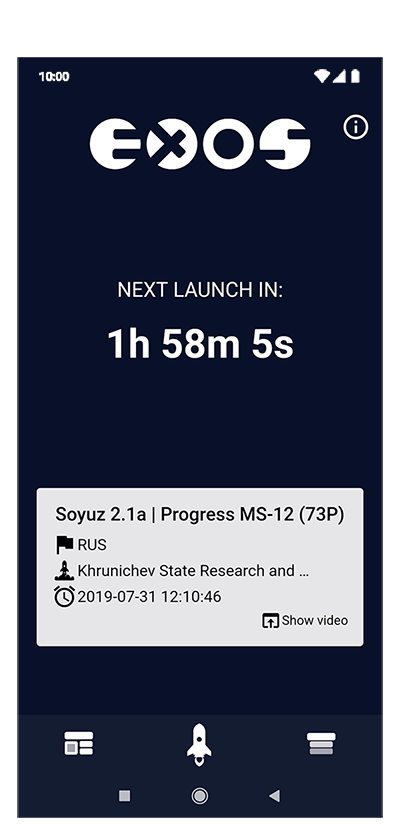 10:00
EXOS
NEXT LAUNCH IN:
1h 58m 5s
Soyuz 2.1a | Progress MS-12 (73P)
RUS
Khrunichev State Research and ...
2019-07-31 12:10:46
Show video